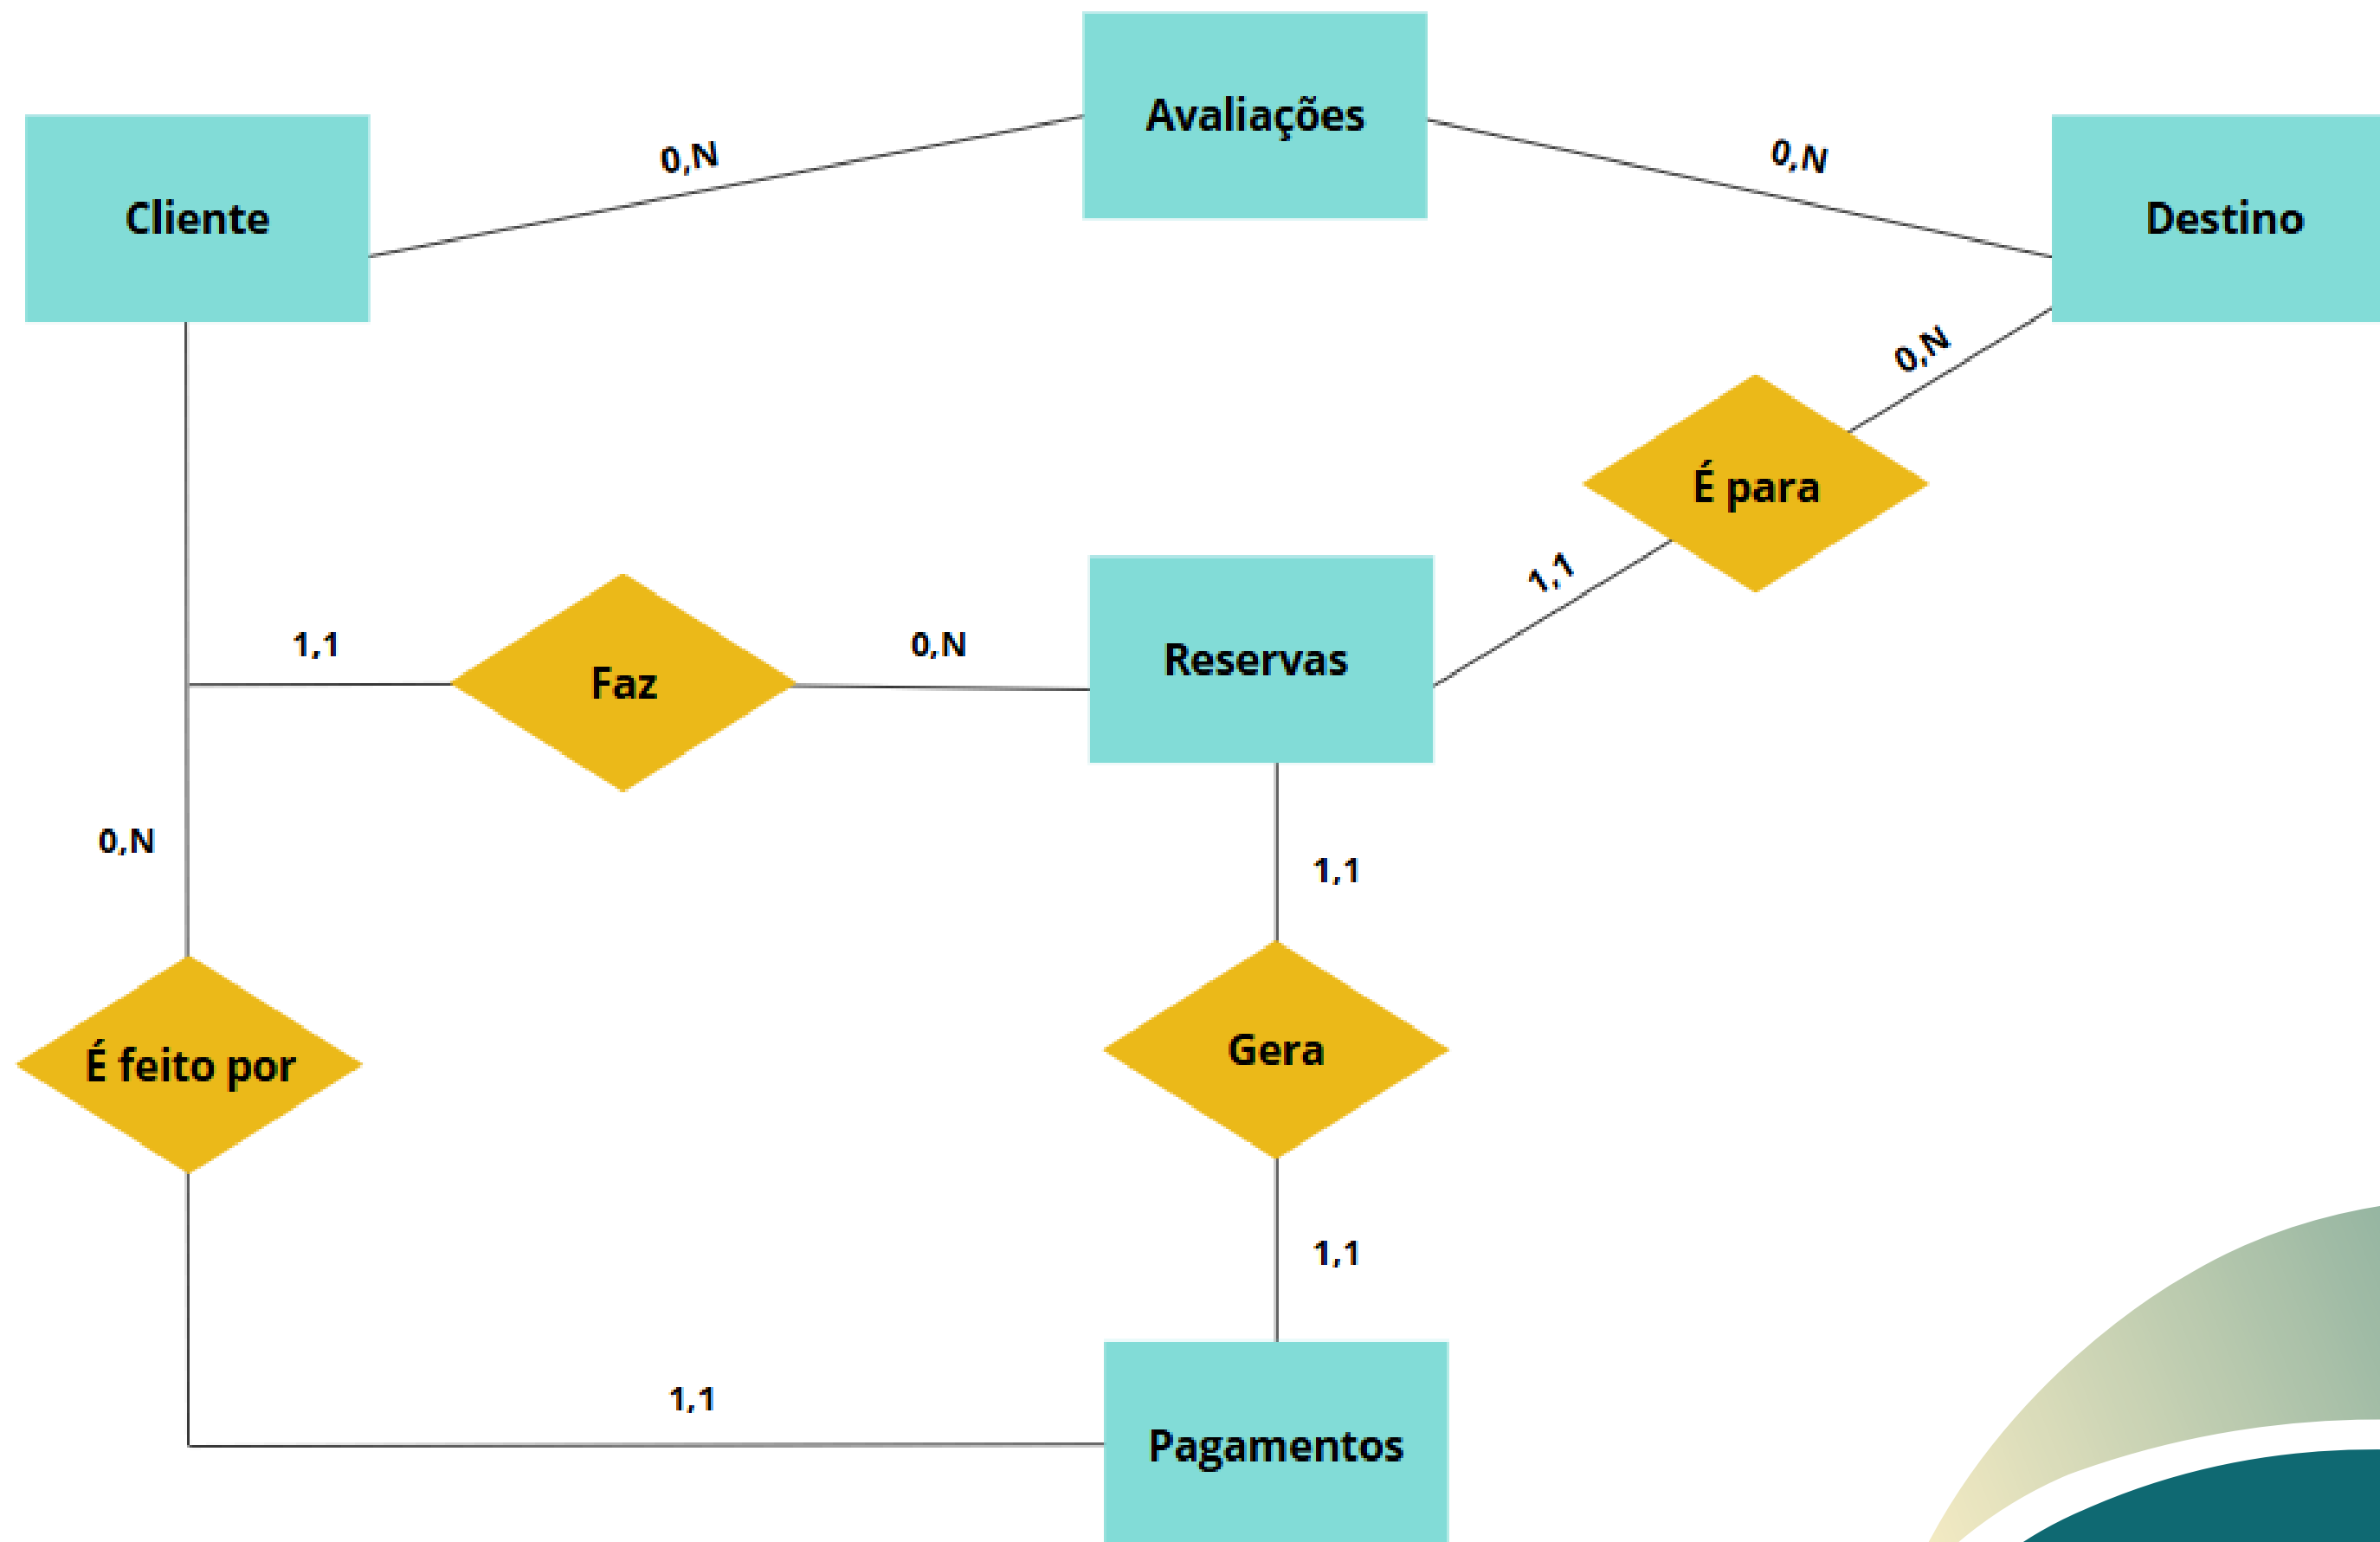 Avaliações
0,N
0,N
Cliente
Destino
0,N
É para
1,1
1,1
Faz
0,N
Reservas
0,N
1,1
É feito por
Gera
1,1
1,1
Pagamentos